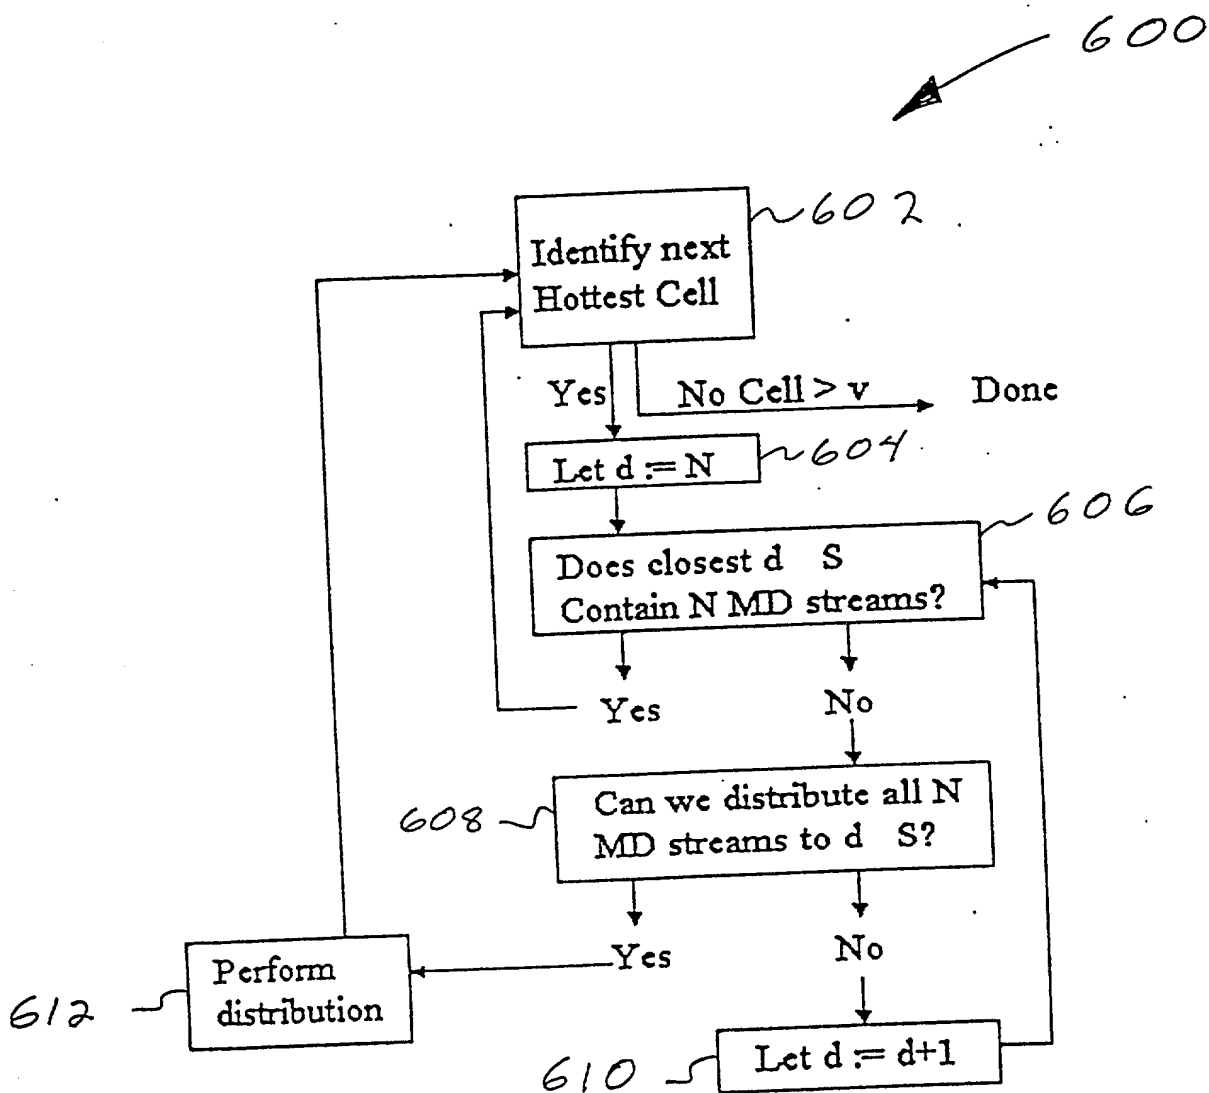 600
602
Identify next
Hottest Cell
Yes
No Cell > v
Done
Let d := N
604
606
Does closest d S
Contain N MD streams?
Yes
No
608
Can we distribute all N
MD streams to d S?
Yes
No
Perform
distribution
612
Let d := d+1
610